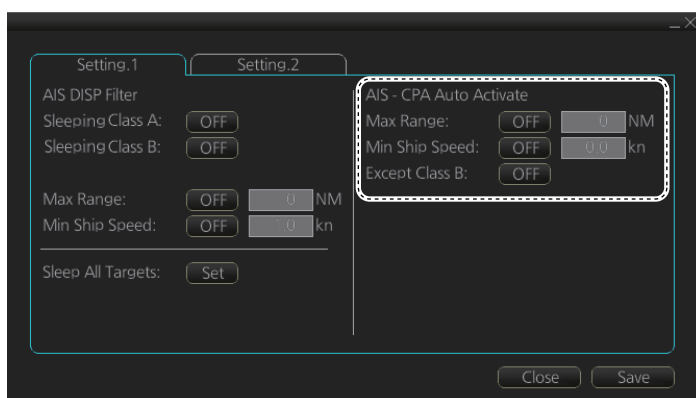 Setting.1
Setting.2
AIS DISP Filter
Sleeping Class A: OFF
Sleeping Class B: OFF
Max Range: OFF 0 NM
Min Ship Speed: OFF 1.0 kn
Sleep All Targets: Set
AIS - CPA Auto Activate
Max Range: OFF 0 NM
Min Ship Speed: OFF 0.0 kn
Except Class B: OFF
Close
Save